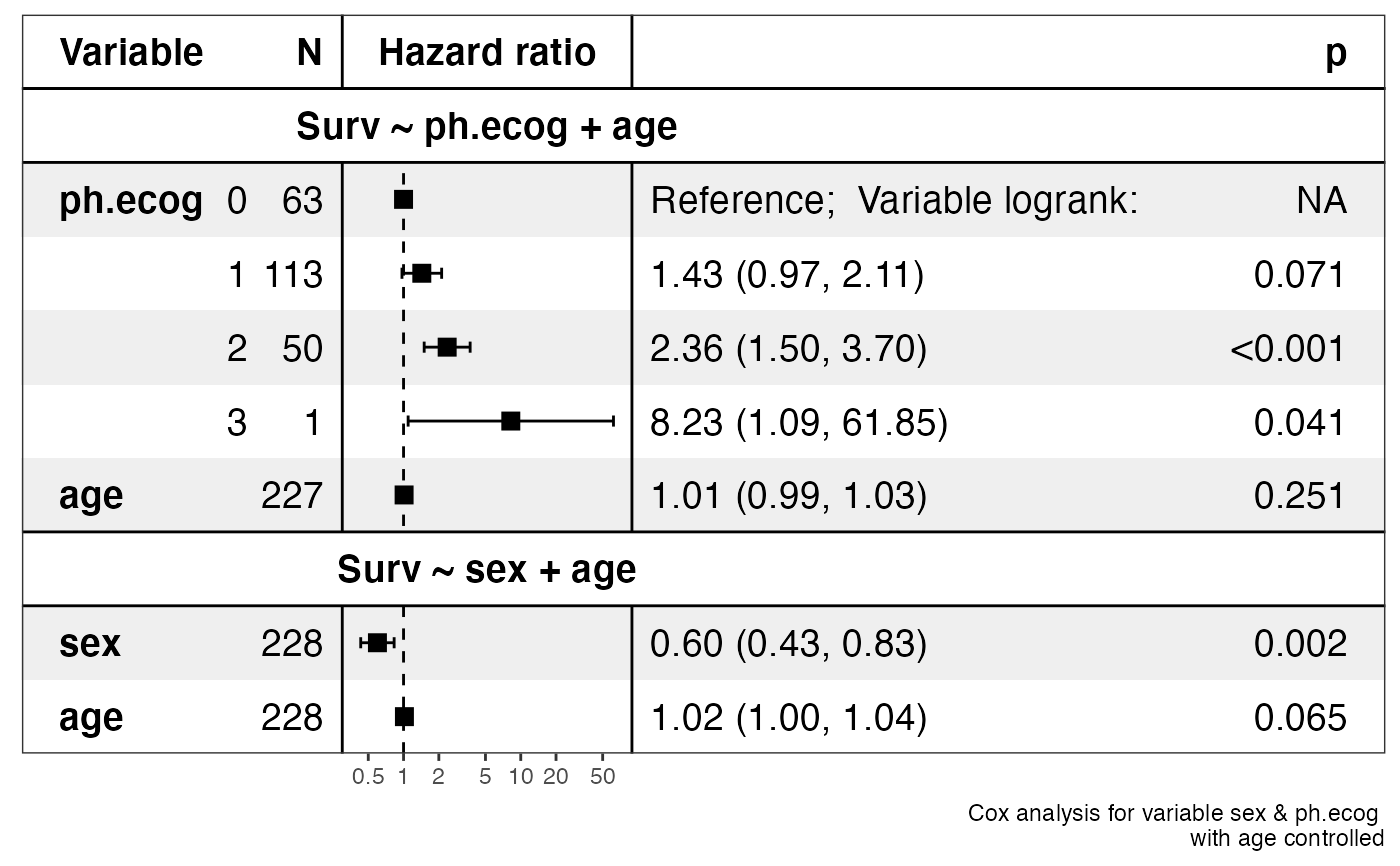 Variable N Hazard ratio p
Surv ~ ph.ecog + age
ph.ecog 0 63 Reference; Variable logrank: NA
1 113 1.43 (0.97, 2.11) 0.071
2 50 2.36 (1.50, 3.70) <0.001
3 1 8.23 (1.09, 61.85) 0.041
age 227 1.01 (0.99, 1.03) 0.251
Surv ~ sex + age
sex 228 0.60 (0.43, 0.83) 0.002
age 228 1.02 (1.00, 1.04) 0.065
0.5 1 2 5 10 20 50
Cox analysis for variable sex & ph.ecog
with age controlled